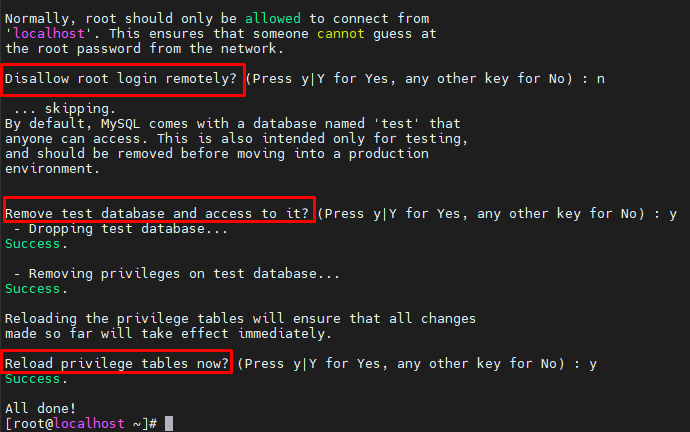 Normally, root should only be allowed to connect from
'localhost'. This ensures that someone cannot guess at
the root password from the network.
Disallow root login remotely? (Press y|Y for Yes, any other key for No) : n
... skipping.
By default, MySQL comes with a database named 'test' that
anyone can access. This is also intended only for testing,
and should be removed before moving into a production
environment.
Remove test database and access to it? (Press y|Y for Yes, any other key for No) : y
- Dropping test database...
Success.
- Removing privileges on test database...
Success.
Reloading the privilege tables will ensure that all changes
made so far will take effect immediately.
Reload privilege tables now? (Press y|Y for Yes, any other key for No) : y
Success.
All done!
[root@localhost ~]#